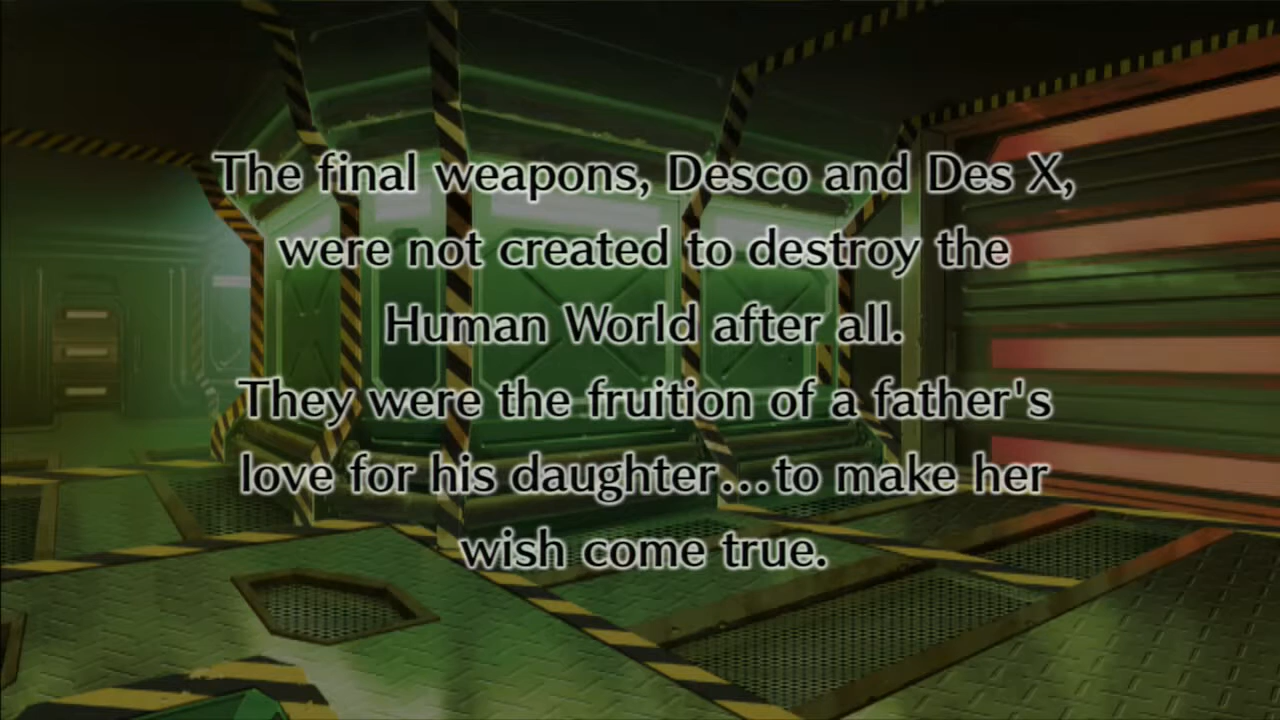 The final weapons, Desco and Des X,
were not created to destroy the
Human World after all.
They were the fruition of a father's
love for his daughter...to make her
wish come true.